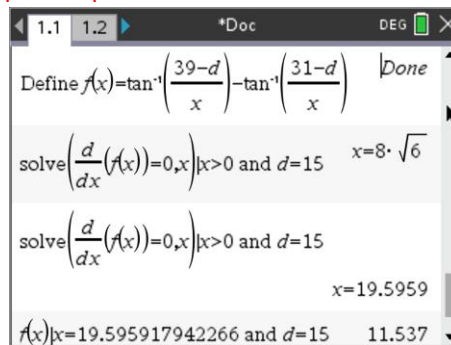 1.1 1.2 *Doc DEG
Define f(x)=tan⁻¹((39−d)/x)−tan⁻¹((31−d)/x) Done
solve(d/dx(f(x))=0,x)|x>0 and d=15 x=8·√6
solve(d/dx(f(x))=0,x)|x>0 and d=15
x=19.5959
f(x)|x=19.595917942266 and d=15 11.537